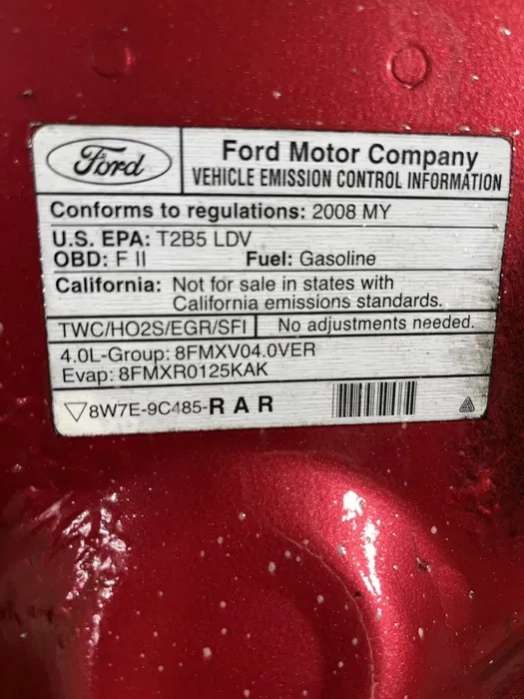 Ford
Ford Motor Company
VEHICLE EMISSION CONTROL INFORMATION
Conforms to regulations: 2008 MY
U.S. EPA: T2B5 LDV
OBD: F II Fuel: Gasoline
California: Not for sale in states with
California emissions standards.
TWC/HO2S/EGR/SFI No adjustments needed.
4.0L-Group: 8FMXV04.0VER
Evap: 8FMXR0125KAK
▽8W7E-9C485-R A R